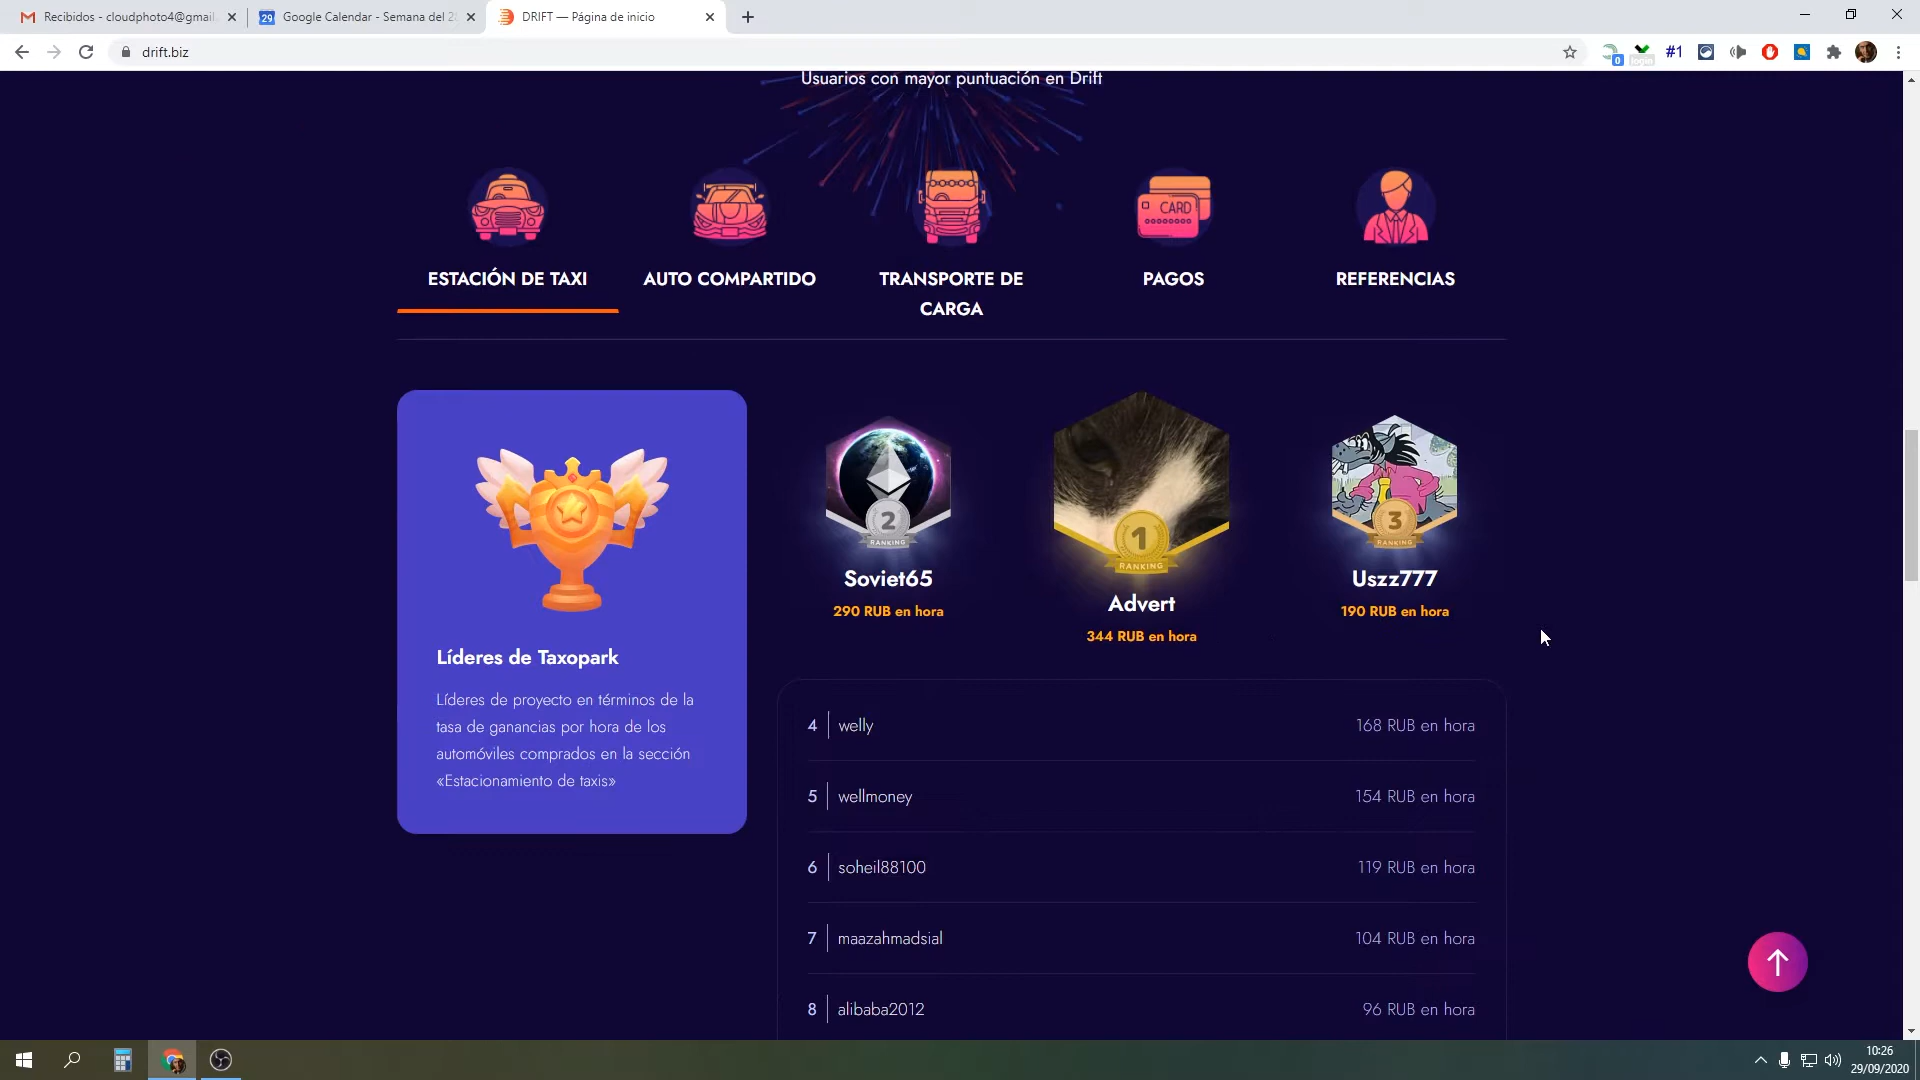 Recibidos - cloudphoto4@gmail.
Google Calendar - Semana del 2
DRIFT — Página de inicio
drift.biz
0
login
#1
Usuarios con mayor puntuación en Drift
CARD
ESTACIÓN DE TAXI
AUTO COMPARTIDO
TRANSPORTE DE
CARGA
PAGOS
REFERENCIAS
2
RANKING
1
RANKING
3
RANKING
Soviet65
290 RUB en hora
Advert
344 RUB en hora
Uszz777
190 RUB en hora
Líderes de Taxopark
Líderes de proyecto en términos de la
tasa de ganancias por hora de los
automóviles comprados en la sección
«Estacionamiento de taxis»
4 welly 168 RUB en hora
5 wellmoney 154 RUB en hora
6 soheil88100 119 RUB en hora
7 maazahmadsial 104 RUB en hora
8 alibaba2012 96 RUB en hora
10:26
29/09/2020